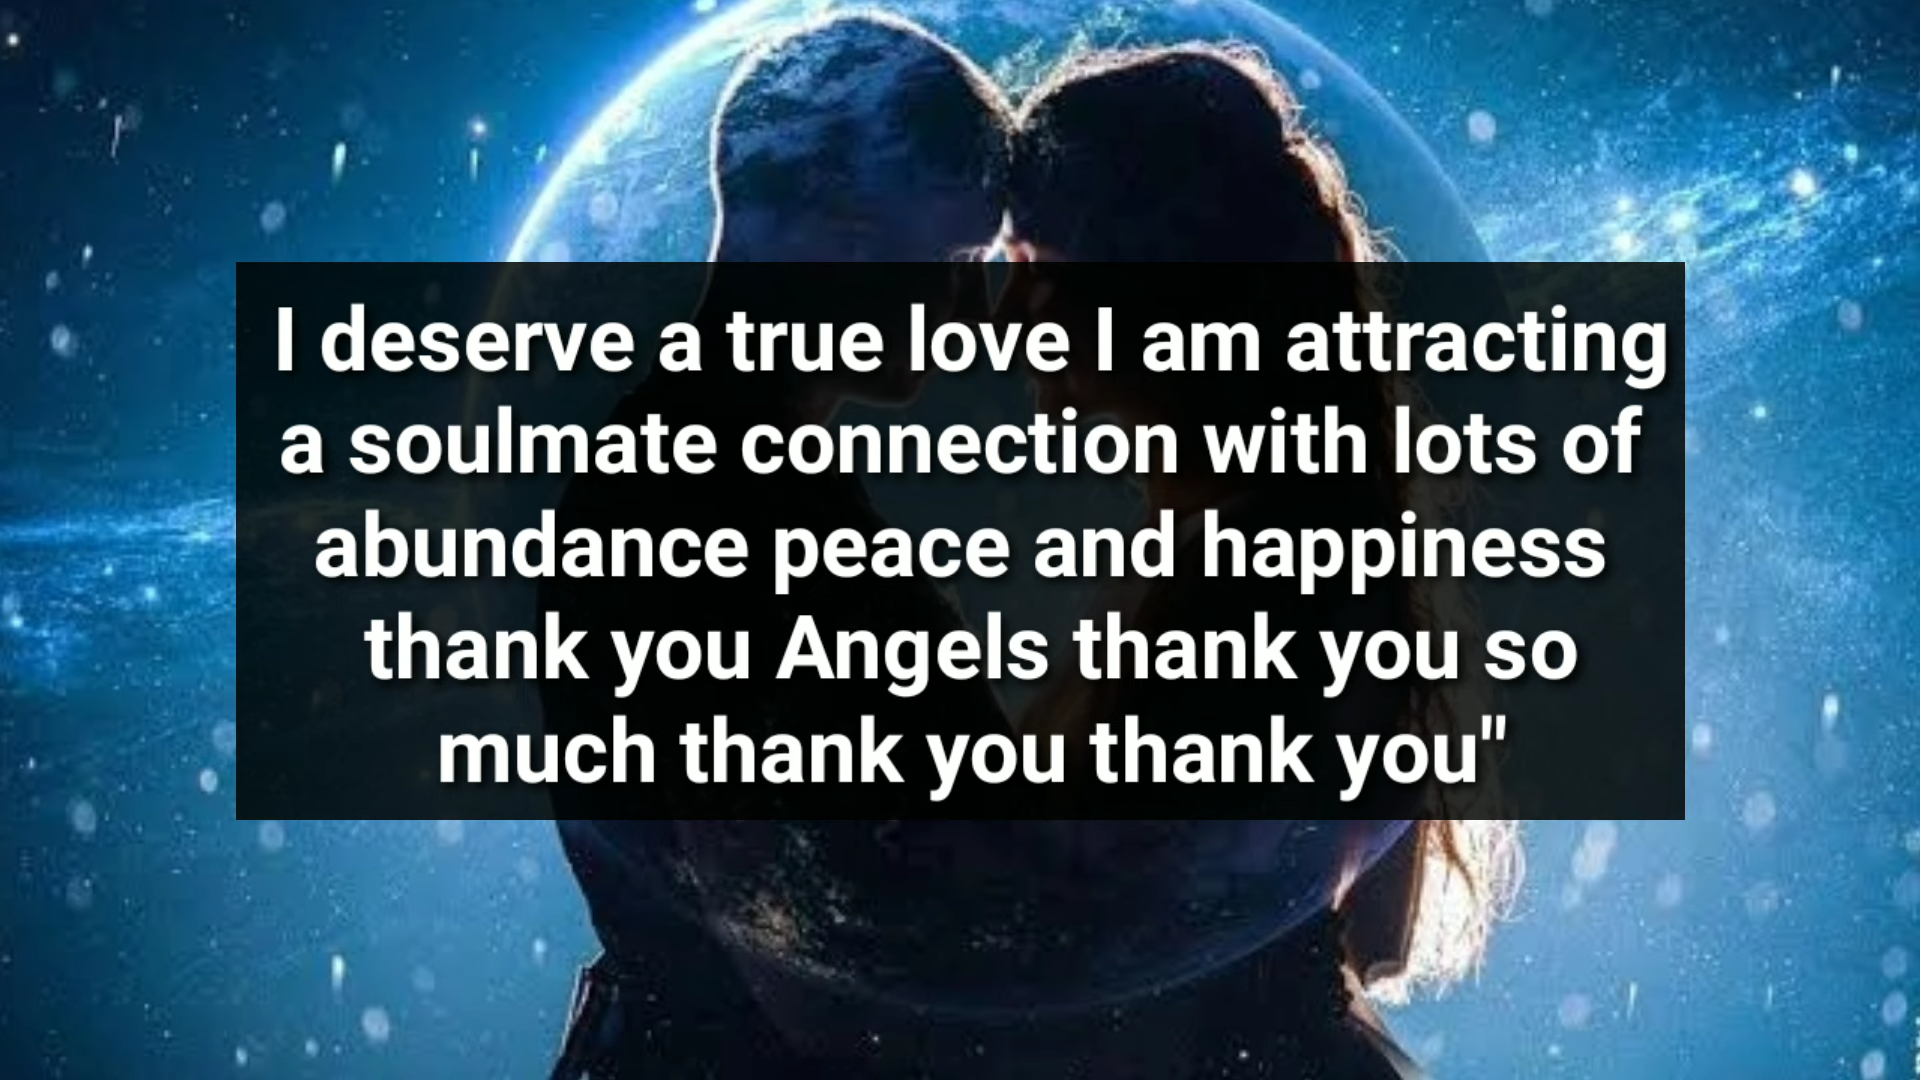 I deserve a true love I am attracting
a soulmate connection with lots of
abundance peace and happiness
thank you Angels thank you so
much thank you thank you"